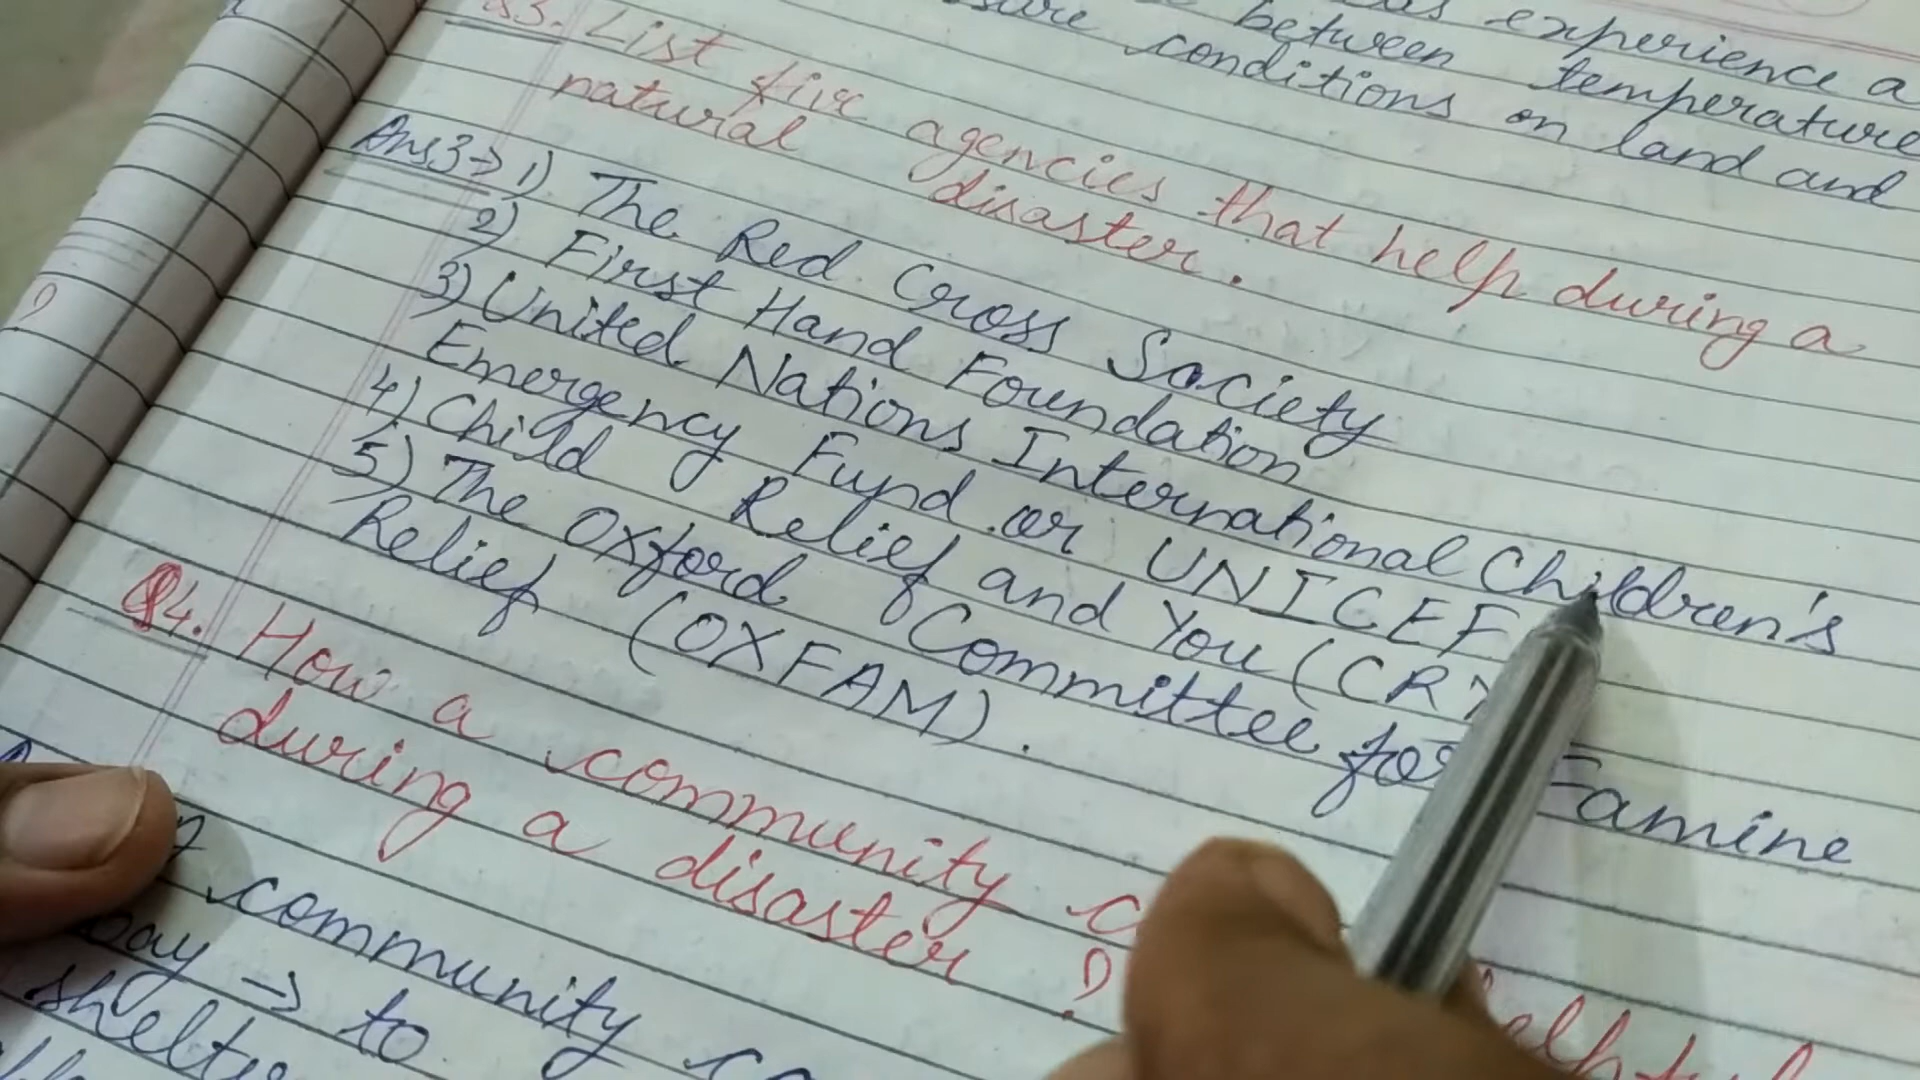 experience a
between temperature
conditions on land and
Q3. List five agencies that help during a
natural disaster.
Ans3→ 1) The Red Cross Society
2) First Hand Foundation
3) United Nations International Children's
Emergency Fund or UNICEF
4) Child Relief and You (CRY
5) The Oxford Committee for Famine
Relief (OXFAM).
Q4. How a community
during a disaster ?
community
→ to